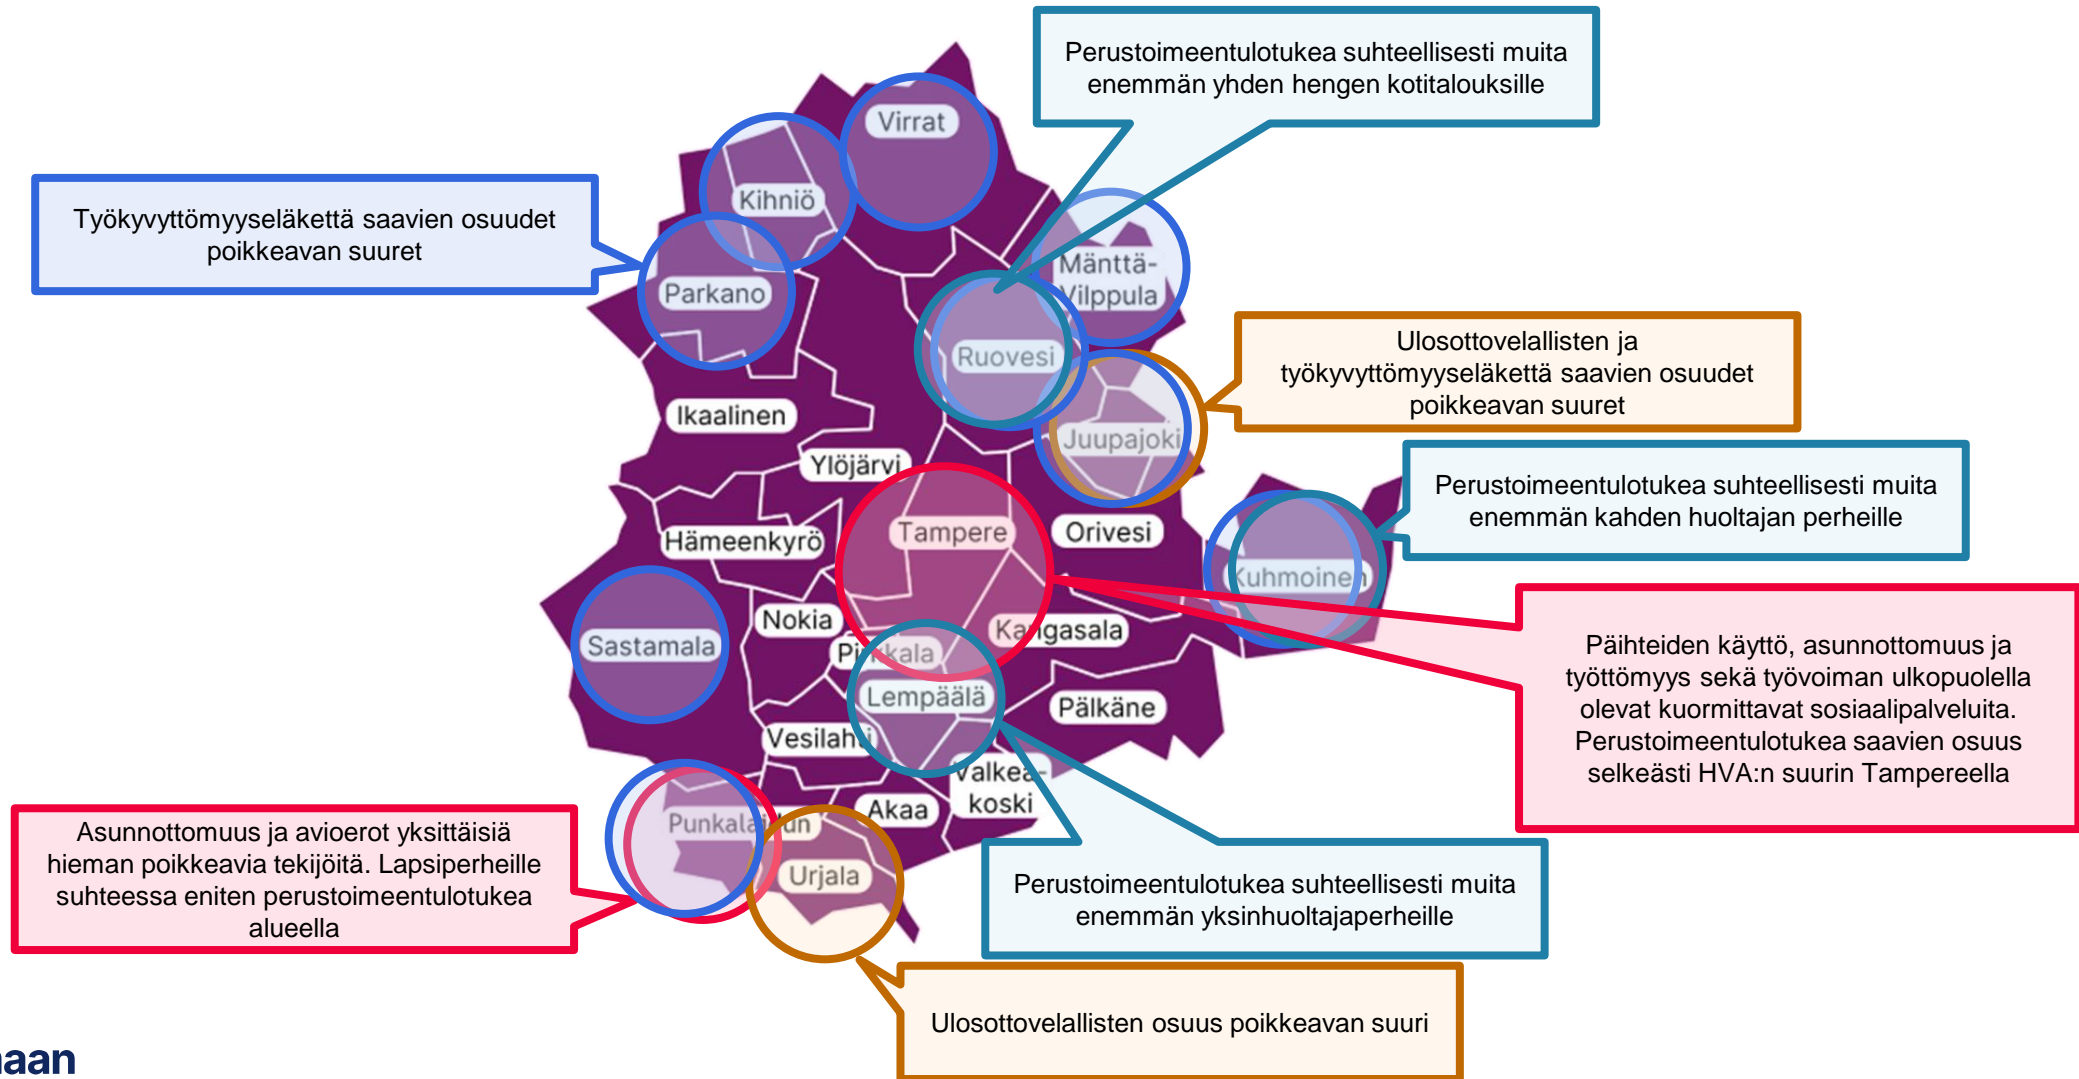 Perustoimeentulotukea suhteellisesti muita
enemmän yhden hengen kotitalouksille
Virrat
Kihniö
Työkyvyttömyyseläkettä saavien osuudet
poikkeavan suuret
Mänttä-
Vilppula
Parkano
Ruovesi
Ulosottovelallisten ja
työkyvyttömyyseläkettä saavien osuudet
poikkeavan suuret
Ikaalinen
Juupajoki
Ylöjärvi
Perustoimeentulotukea suhteellisesti muita
enemmän kahden huoltajan perheille
Hämeenkyrö
Tampere
Orivesi
Kuhmoinen
Nokia
Kangasala
Sastamala
Pirkkala
Päihteiden käyttö, asunnottomuus ja
työttömyys sekä työvoiman ulkopuolella
olevat kuormittavat sosiaalipalveluita.
Perustoimeentulotukea saavien osuus
selkeästi HVA:n suurin Tampereella
Lempäälä
Pälkäne
Vesilahti
Valkea-
koski
Akaa
Punkalaidun
Urjala
Asunnottomuus ja avioerot yksittäisiä
hieman poikkeavia tekijöitä. Lapsiperheille
suhteessa eniten perustoimeentulotukea
alueella
Perustoimeentulotukea suhteellisesti muita
enemmän yksinhuoltajaperheille
Ulosottovelallisten osuus poikkeavan suuri
naan